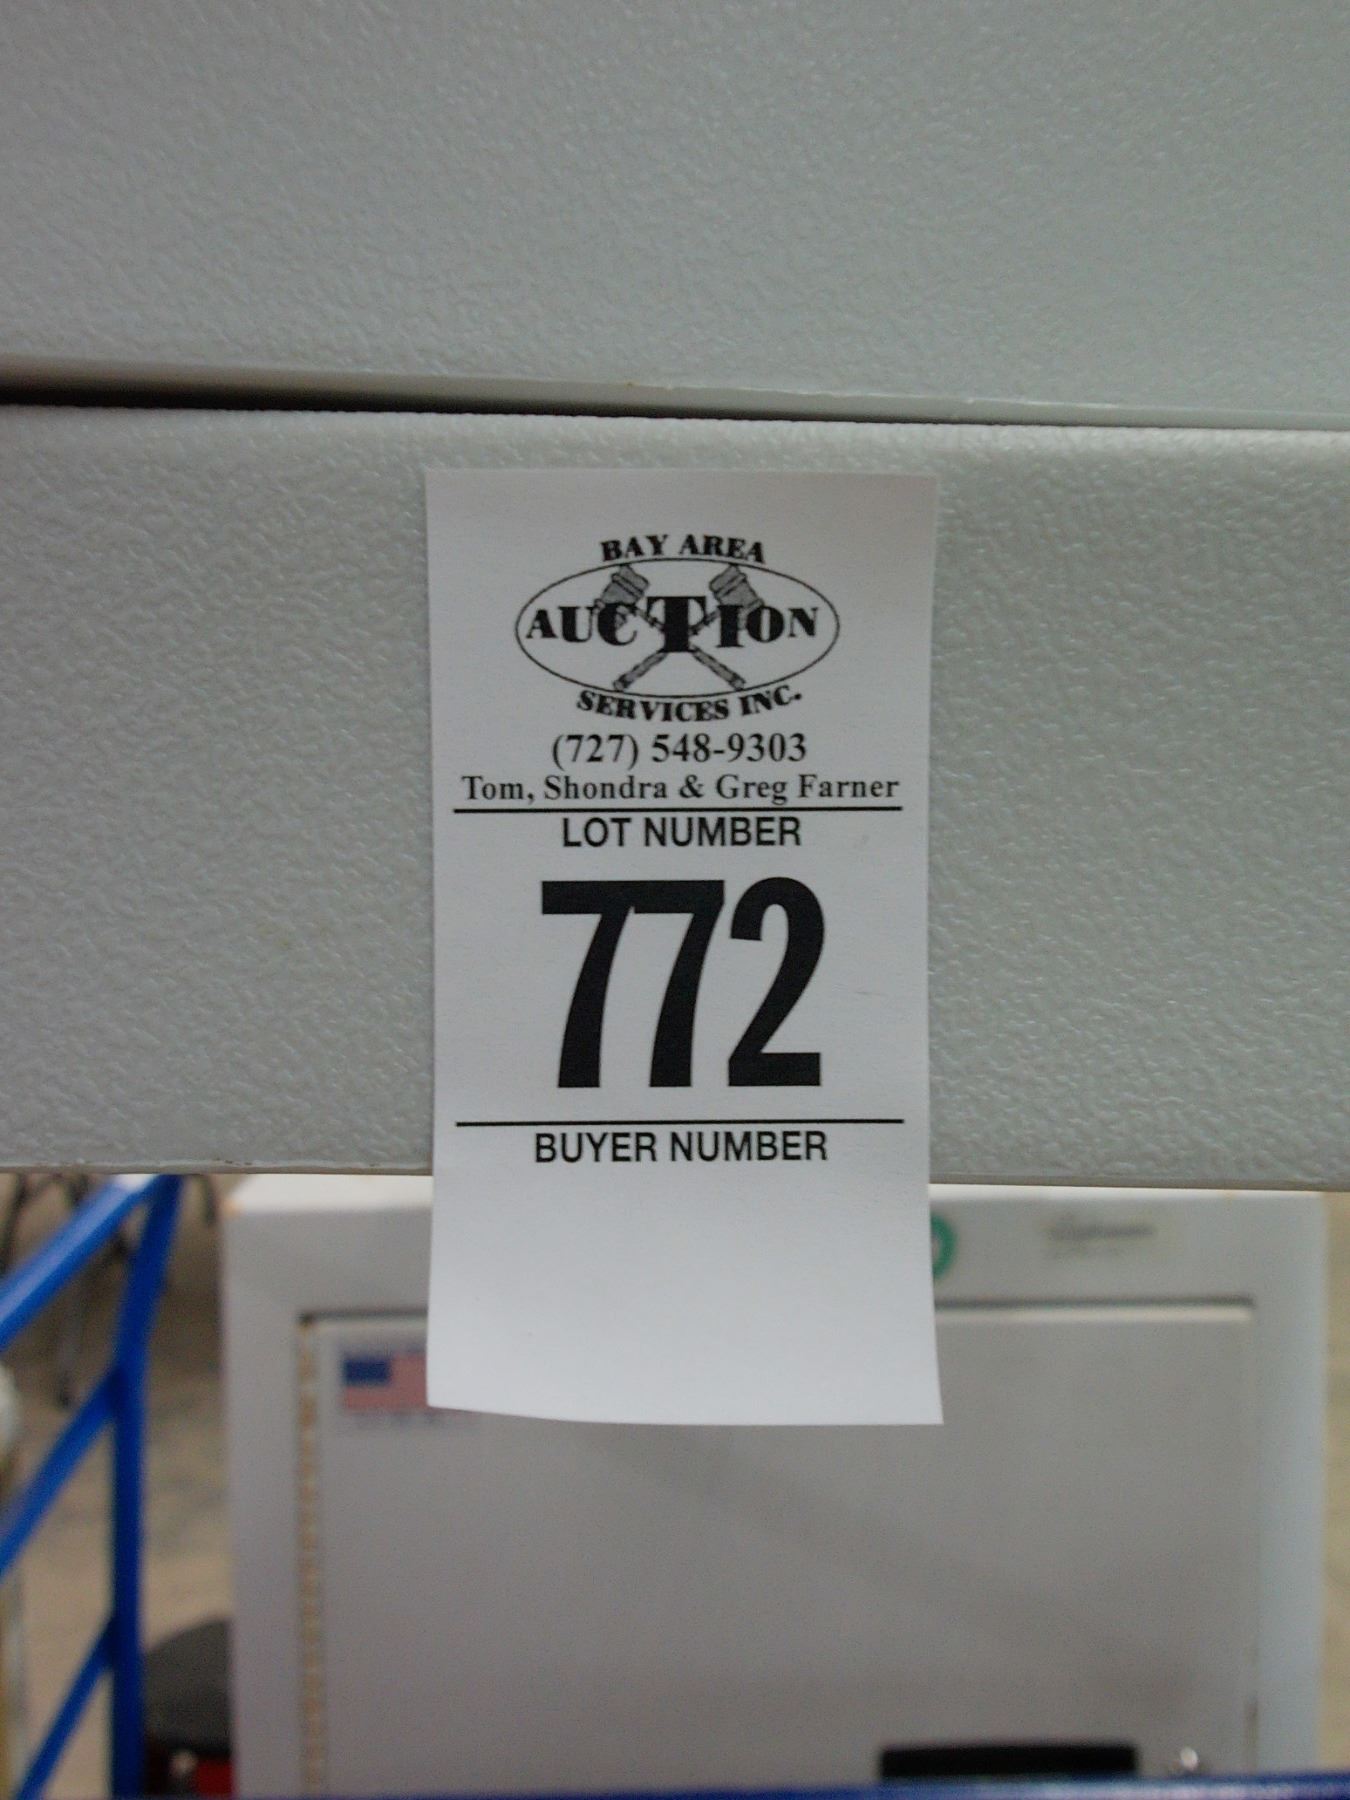 BAY AREA
AUCTION
SERVICES INC.
(727) 548-9303
Tom, Shondra & Greg Farner
LOT NUMBER
772
BUYER NUMBER